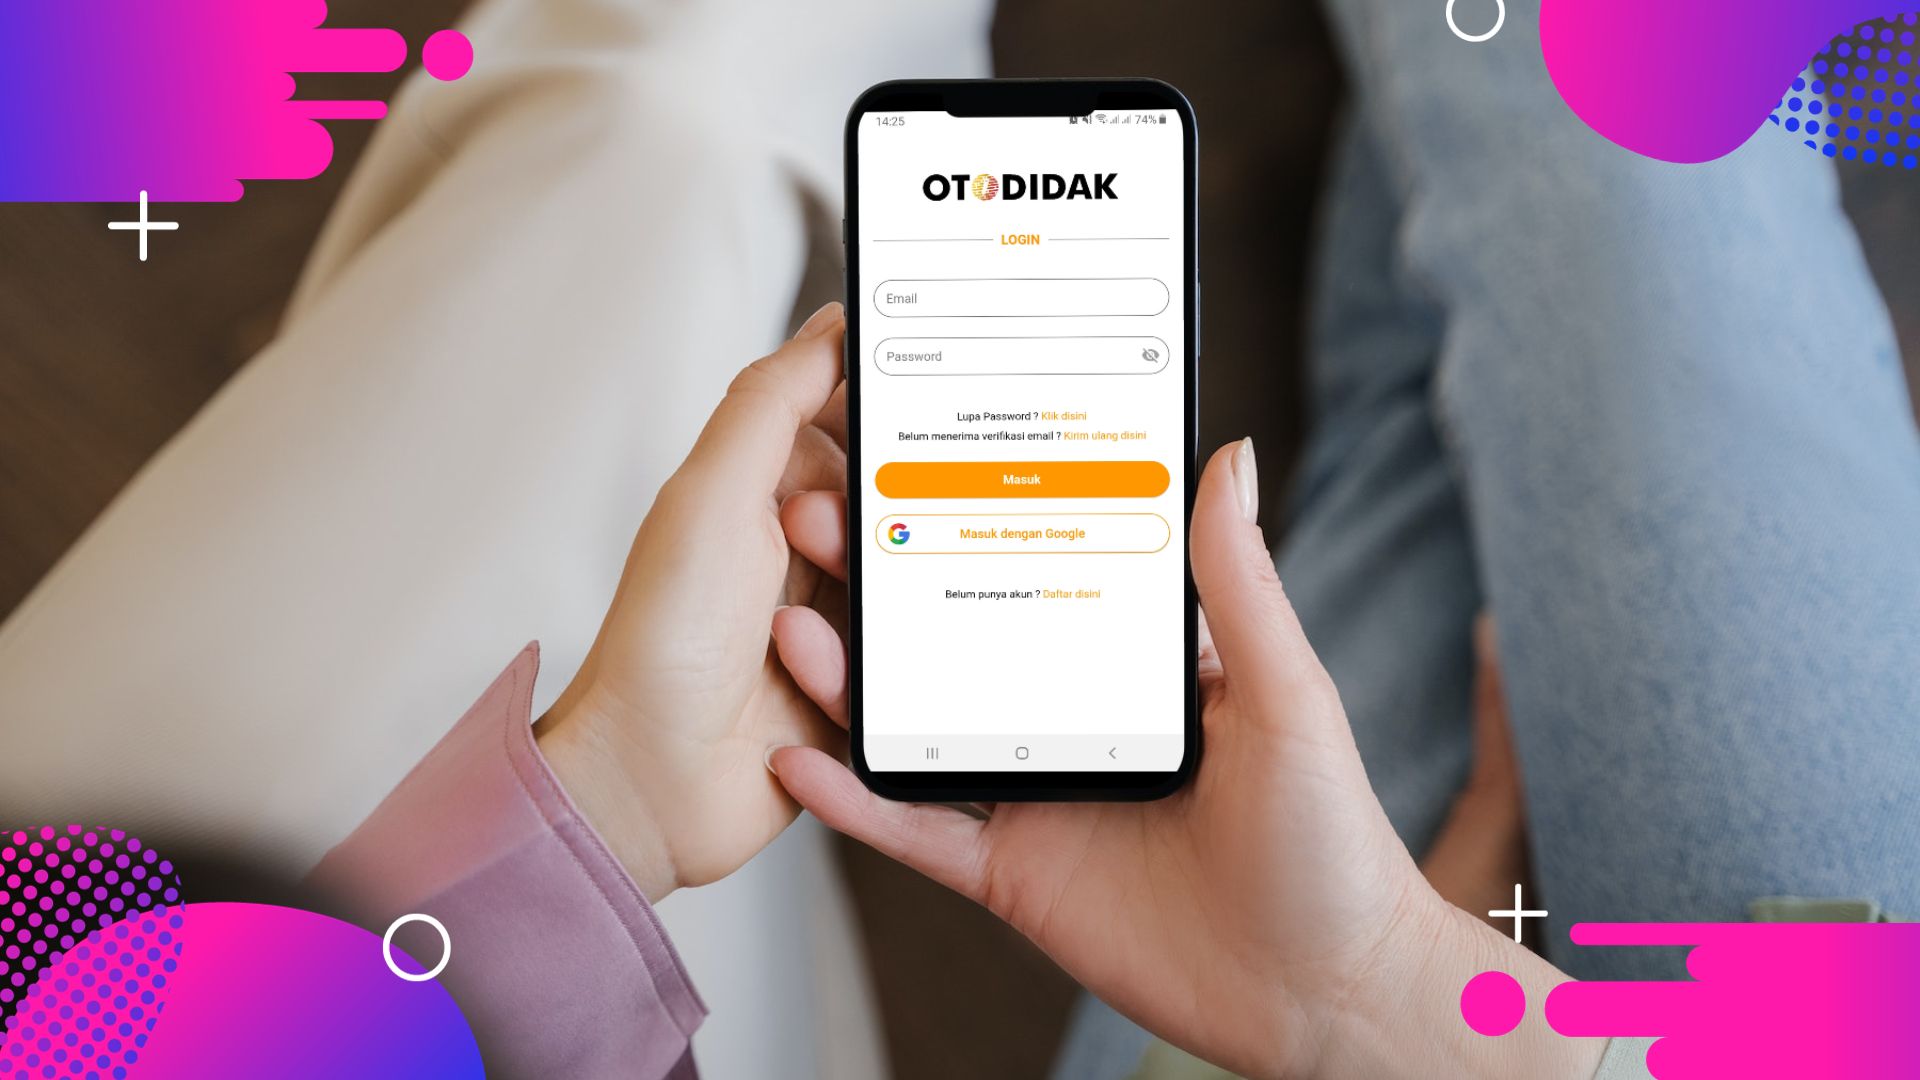 14:25
74%
OTODIDAK
LOGIN
Email
Password
Lupa Password ? Klik disini
Belum menerima verifikasi email ? Kirim ulang disini
Masuk
Masuk dengan Google
Belum punya akun ? Daftar disini